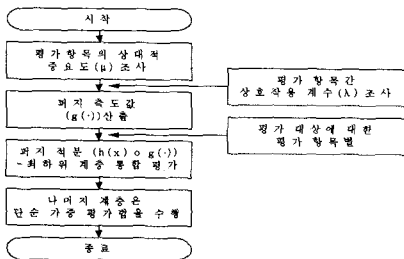 시 작
평가항목의 상대적
중요도(μ) 조사
평가 항목간
상호작용 계수(λ) 조사
퍼지 측도값
(g(·))산출
평가 대상에 대한
평가 항목별
퍼지 적분 (h(x) o g(·))
-최하위 계층 통합 평가
나머지 계층은
단순 가중 평가법을 수행
종료